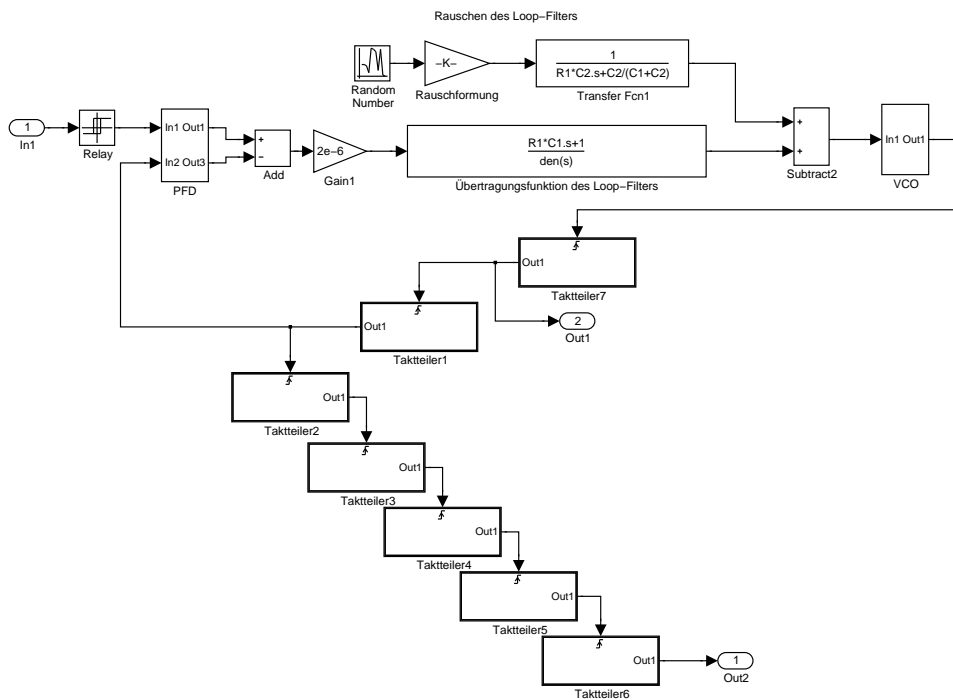 Rauschen des Loop−Filters
Random
Number
−K−
Rauschformung
1
R1*C2.s+C2/(C1+C2)
Transfer Fcn1
1
In1
Relay
In1 Out1
In2 Out3
PFD
+
−
Add
2e−6
Gain1
R1*C1.s+1
den(s)
Übertragungsfunktion des Loop−Filters
+
+
Subtract2
In1 Out1
VCO
Out1
Taktteiler7
2
Out1
Out1
Taktteiler1
Out1
Taktteiler2
Out1
Taktteiler3
Out1
Taktteiler4
Out1
Taktteiler5
Out1
Taktteiler6
1
Out2